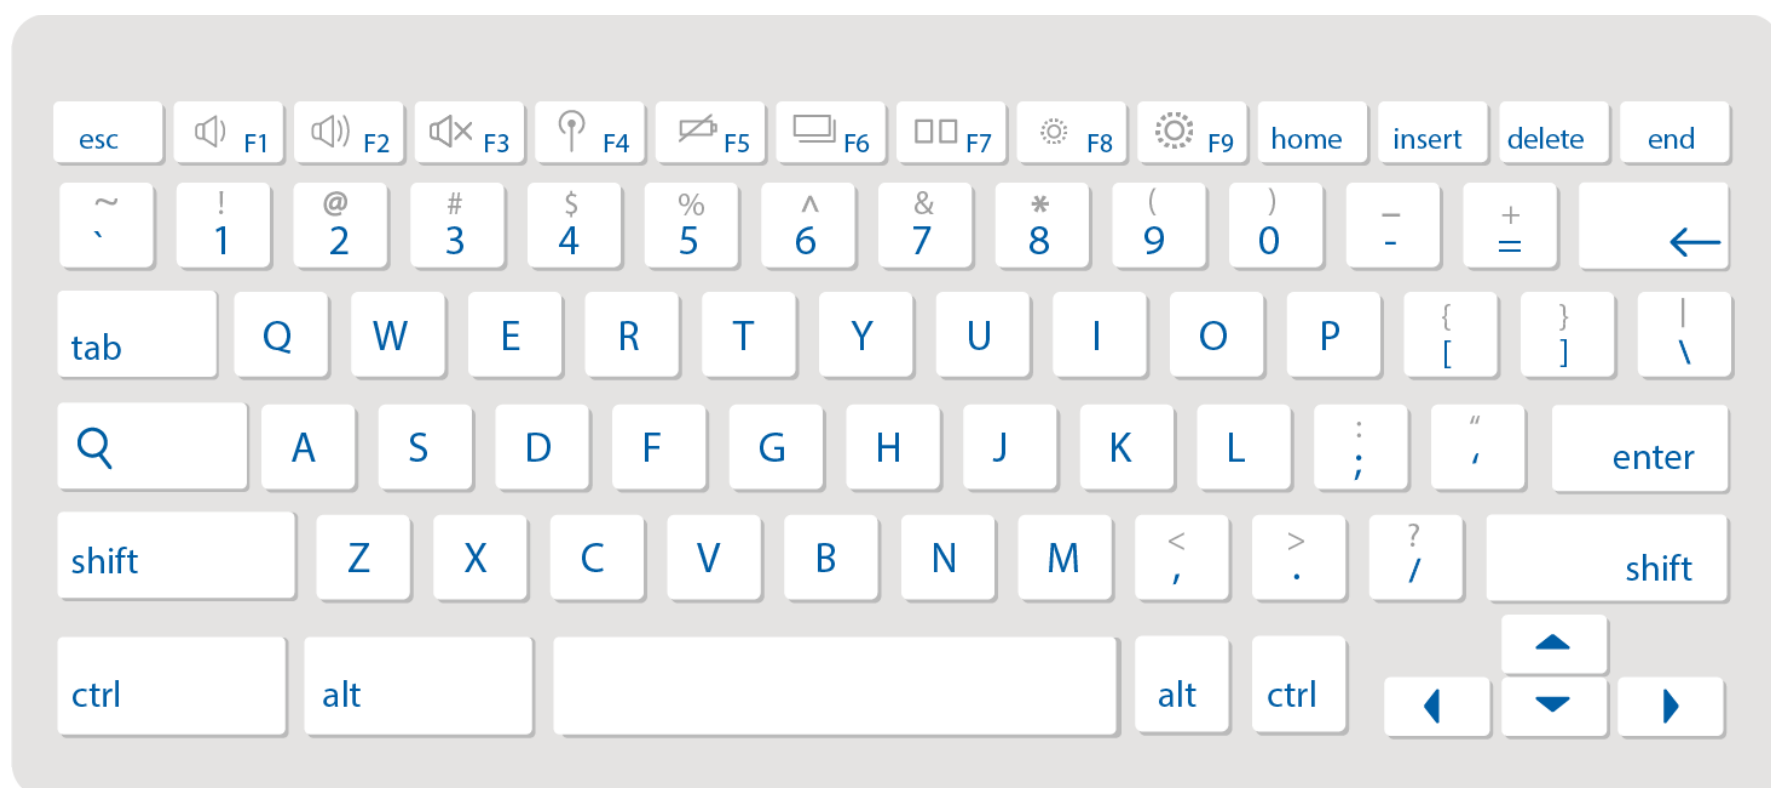 esc F1 F2 F3 F4 F5 F6 F7 F8 F9 home insert delete end
~ ! @ # $ % ^ & * ( ) _ +
` 1 2 3 4 5 6 7 8 9 0 - = ←
tab Q W E R T Y U I O P { } |
[ ] \
A S D F G H J K L : “
; ‘ enter
shift Z X C V B N M < > ?
, . / shift
ctrl alt alt ctrl